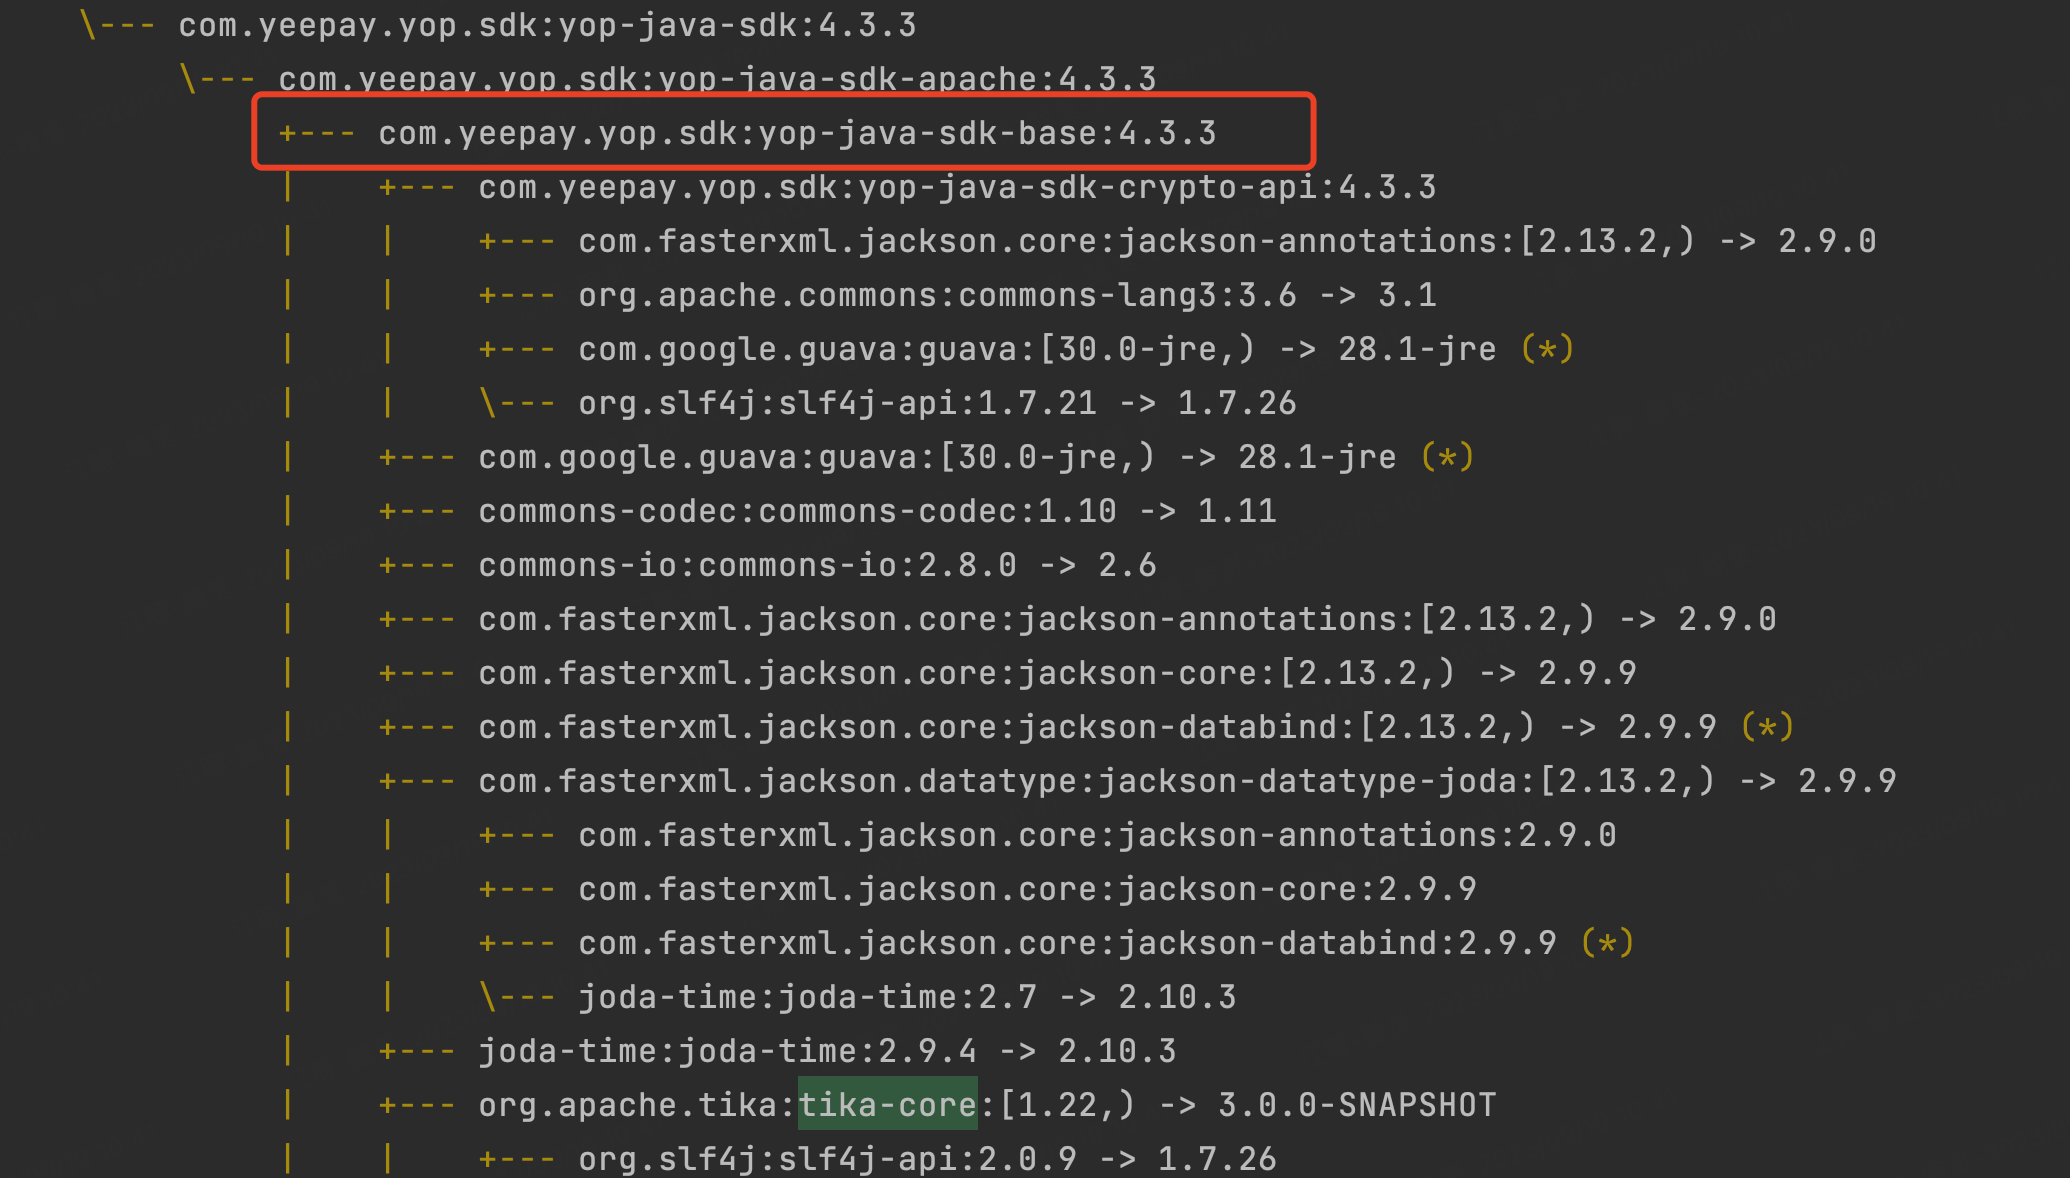 \--- com.yeepay.yop.sdk:yop-java-sdk:4.3.3
\--- com.yeepay.yop.sdk:yop-java-sdk-apache:4.3.3
+--- com.yeepay.yop.sdk:yop-java-sdk-base:4.3.3
|    +--- com.yeepay.yop.sdk:yop-java-sdk-crypto-api:4.3.3
|    |    +--- com.fasterxml.jackson.core:jackson-annotations:[2.13.2,) -> 2.9.0
|    |    +--- org.apache.commons:commons-lang3:3.6 -> 3.1
|    |    +--- com.google.guava:guava:[30.0-jre,) -> 28.1-jre (*)
|    |    \--- org.slf4j:slf4j-api:1.7.21 -> 1.7.26
|    +--- com.google.guava:guava:[30.0-jre,) -> 28.1-jre (*)
|    +--- commons-codec:commons-codec:1.10 -> 1.11
|    +--- commons-io:commons-io:2.8.0 -> 2.6
|    +--- com.fasterxml.jackson.core:jackson-annotations:[2.13.2,) -> 2.9.0
|    +--- com.fasterxml.jackson.core:jackson-core:[2.13.2,) -> 2.9.9
|    +--- com.fasterxml.jackson.core:jackson-databind:[2.13.2,) -> 2.9.9 (*)
|    +--- com.fasterxml.jackson.datatype:jackson-datatype-joda:[2.13.2,) -> 2.9.9
|    |    +--- com.fasterxml.jackson.core:jackson-annotations:2.9.0
|    |    +--- com.fasterxml.jackson.core:jackson-core:2.9.9
|    |    +--- com.fasterxml.jackson.core:jackson-databind:2.9.9 (*)
|    |    \--- joda-time:joda-time:2.7 -> 2.10.3
|    +--- joda-time:joda-time:2.9.4 -> 2.10.3
|    +--- org.apache.tika:tika-core:[1.22,) -> 3.0.0-SNAPSHOT
|    |    +--- org.slf4j:slf4j-api:2.0.9 -> 1.7.26